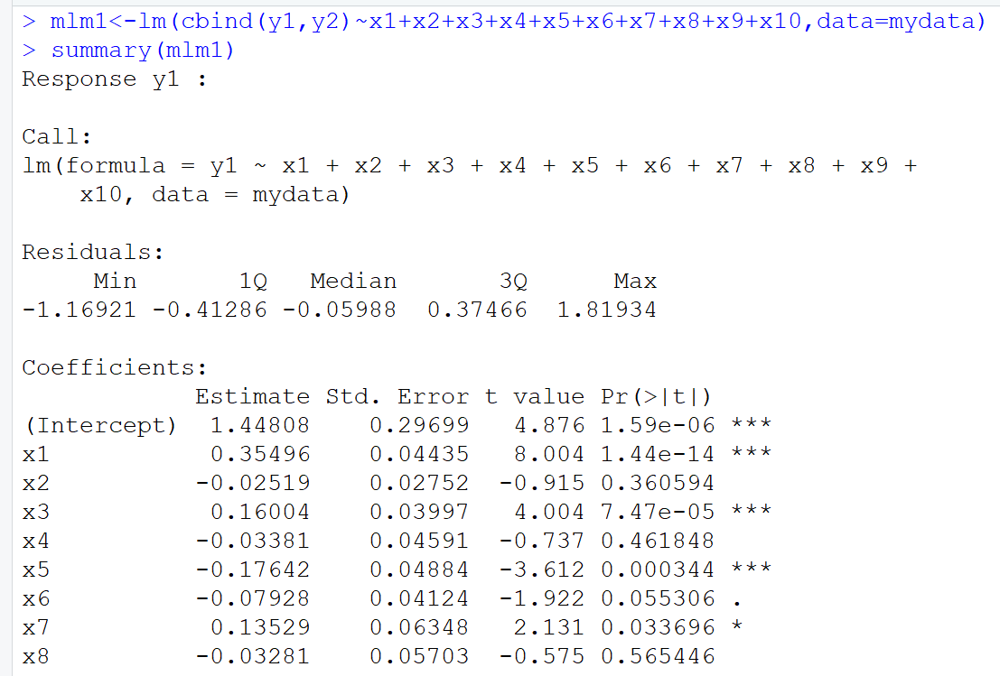 > mlm1<-lm(cbind(y1,y2)~x1+x2+x3+x4+x5+x6+x7+x8+x9+x10,data=mydata)
> summary(mlm1)
Response y1 :
Call:
lm(formula = y1 ~ x1 + x2 + x3 + x4 + x5 + x6 + x7 + x8 + x9 +
    x10, data = mydata)
Residuals:
     Min       1Q   Median       3Q      Max
-1.16921 -0.41286 -0.05988  0.37466  1.81934
Coefficients:
            Estimate Std. Error t value Pr(>|t|)
(Intercept)  1.44808    0.29699   4.876 1.59e-06 ***
x1           0.35496    0.04435   8.004 1.44e-14 ***
x2          -0.02519    0.02752  -0.915 0.360594
x3           0.16004    0.03997   4.004 7.47e-05 ***
x4          -0.03381    0.04591  -0.737 0.461848
x5          -0.17642    0.04884  -3.612 0.000344 ***
x6          -0.07928    0.04124  -1.922 0.055306 .
x7           0.13529    0.06348   2.131 0.033696 *
x8          -0.03281    0.05703  -0.575 0.565446